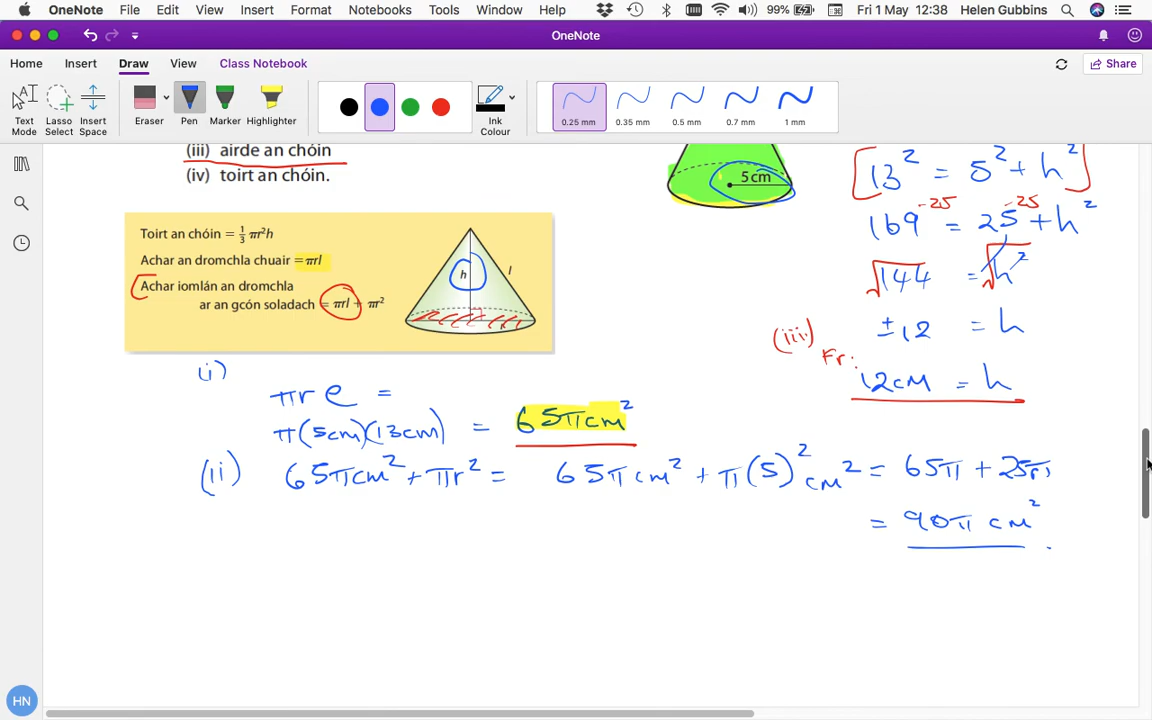 OneNote File Edit View Insert Format Notebooks Tools Window Help 99% Fri 1 May 12:38 Helen Gubbins
OneNote
Home Insert Draw View Class Notebook Share
Text Mode
Lasso Select
Insert Space
Eraser
Pen
Marker
Highlighter
Ink Colour
0.25 mm 0.35 mm 0.5 mm 0.7 mm 1 mm
(iii) airde an chóin
(iv) toirt an chóin.
5 cm
13² = 5² + h²
-25 -25
169 = 25 + h²
√144 = √h²
±12 = h
(iii) Fr:
12cm = h
Toirt an chóin = 1/3 πr²h
Achar an dromchla chuair = πrl
Achar iomlán an dromchla
ar an gcón soladach = πrl + πr²
h
l
(i)
πr l =
π(5cm)(13cm) = 65πcm²
(ii) 65πcm² + πr² = 65πcm² + π(5)² cm² = 65π + 25π
= 90π cm²
HN